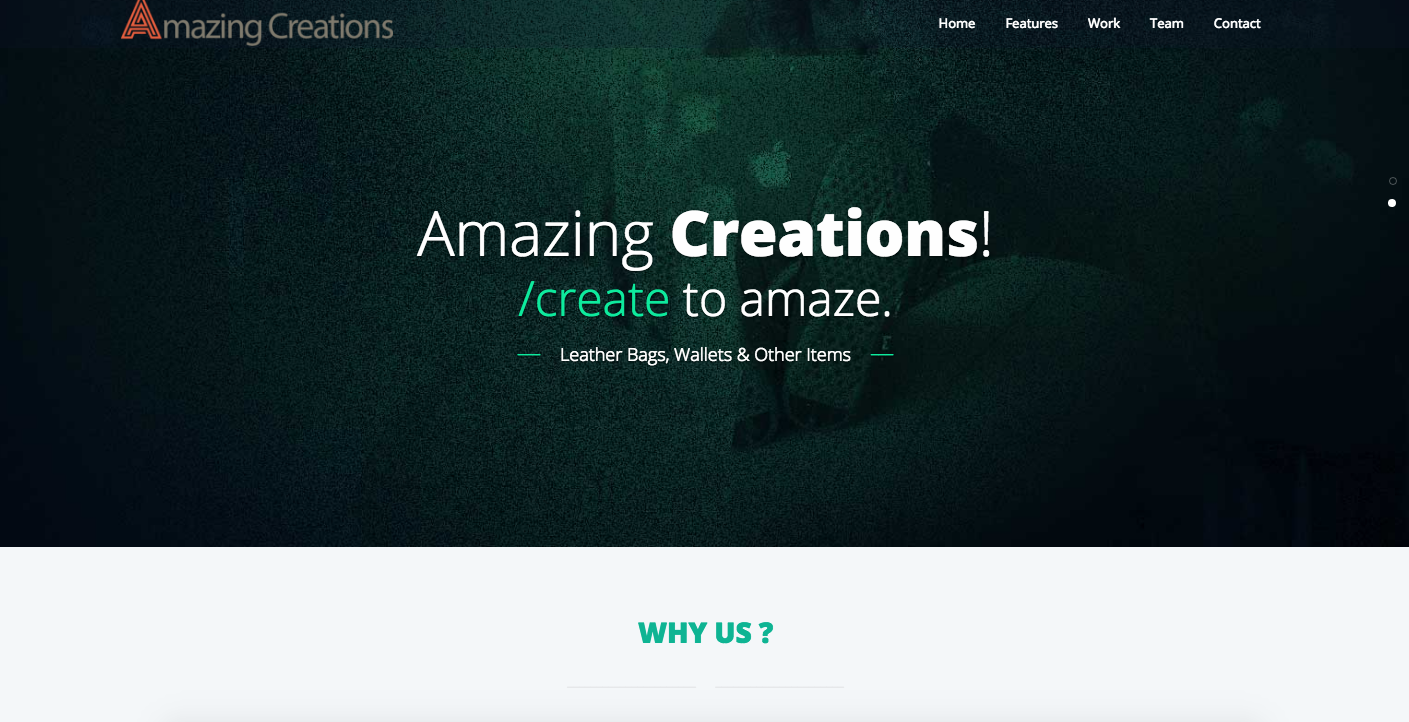 Amazing Creations
Home Features Work Team Contact
Amazing Creations!
/create to amaze.
Leather Bags, Wallets & Other Items
WHY US ?